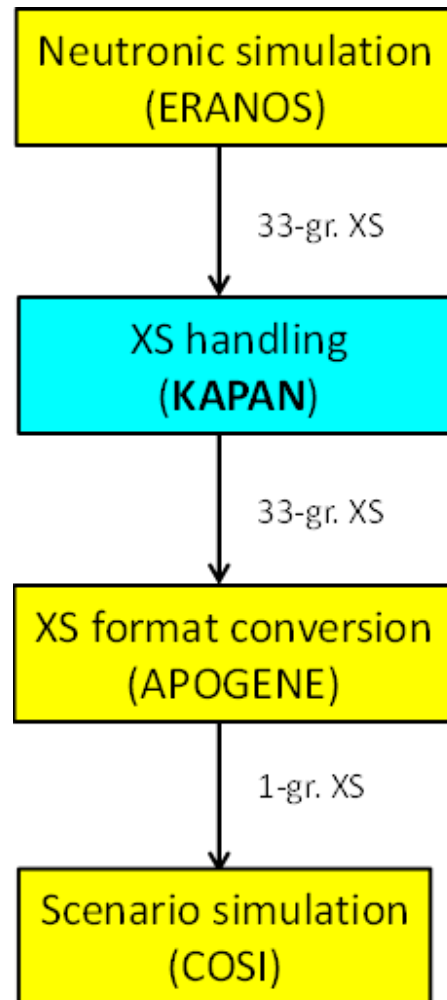 Neutronic simulation
(ERANOS)
33-gr. XS
XS handling
(KAPAN)
33-gr. XS
XS format conversion
(APOGENE)
1-gr. XS
Scenario simulation
(COSI)